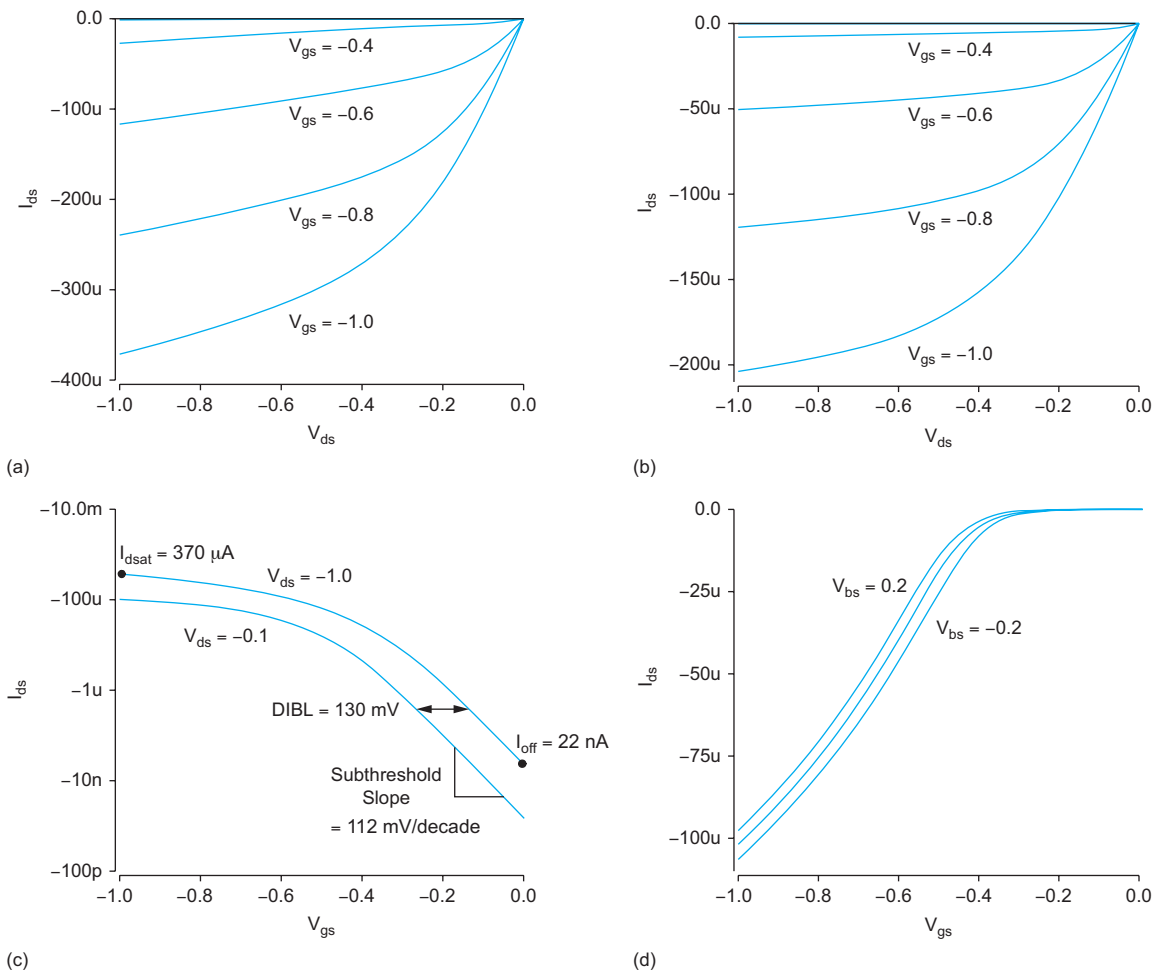 0.0
−100u
−200u
−300u
−400u
I_ds
V_gs = −0.4
V_gs = −0.6
V_gs = −0.8
V_gs = −1.0
−1.0 −0.8 −0.6 −0.4 −0.2 0.0
V_ds
(a)
0.0
−50u
−100u
−150u
−200u
I_ds
V_gs = −0.4
V_gs = −0.6
V_gs = −0.8
V_gs = −1.0
−1.0 −0.8 −0.6 −0.4 −0.2 0.0
V_ds
(b)
−10.0m
−100u
−1u
−10n
−100p
I_ds
I_dsat = 370 μA
V_ds = −1.0
V_ds = −0.1
DIBL = 130 mV
I_off = 22 nA
Subthreshold
Slope
= 112 mV/decade
−1.0 −0.8 −0.6 −0.4 −0.2 0.0
V_gs
(c)
0.0
−25u
−50u
−75u
−100u
I_ds
V_bs = 0.2
V_bs = −0.2
−1.0 −0.8 −0.6 −0.4 −0.2 0.0
V_gs
(d)